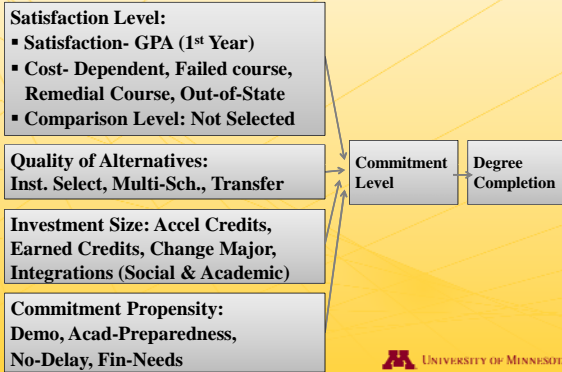 Satisfaction Level:
▪ Satisfaction- GPA (1st Year)
▪ Cost- Dependent, Failed course,
Remedial Course, Out-of-State
▪ Comparison Level: Not Selected
Quality of Alternatives:
Inst. Select, Multi-Sch., Transfer
Investment Size: Accel Credits,
Earned Credits, Change Major,
Integrations (Social & Academic)
Commitment Propensity:
Demo, Acad-Preparedness,
No-Delay, Fin-Needs
Commitment
Level
Degree
Completion
M UNIVERSITY OF MINNESOT